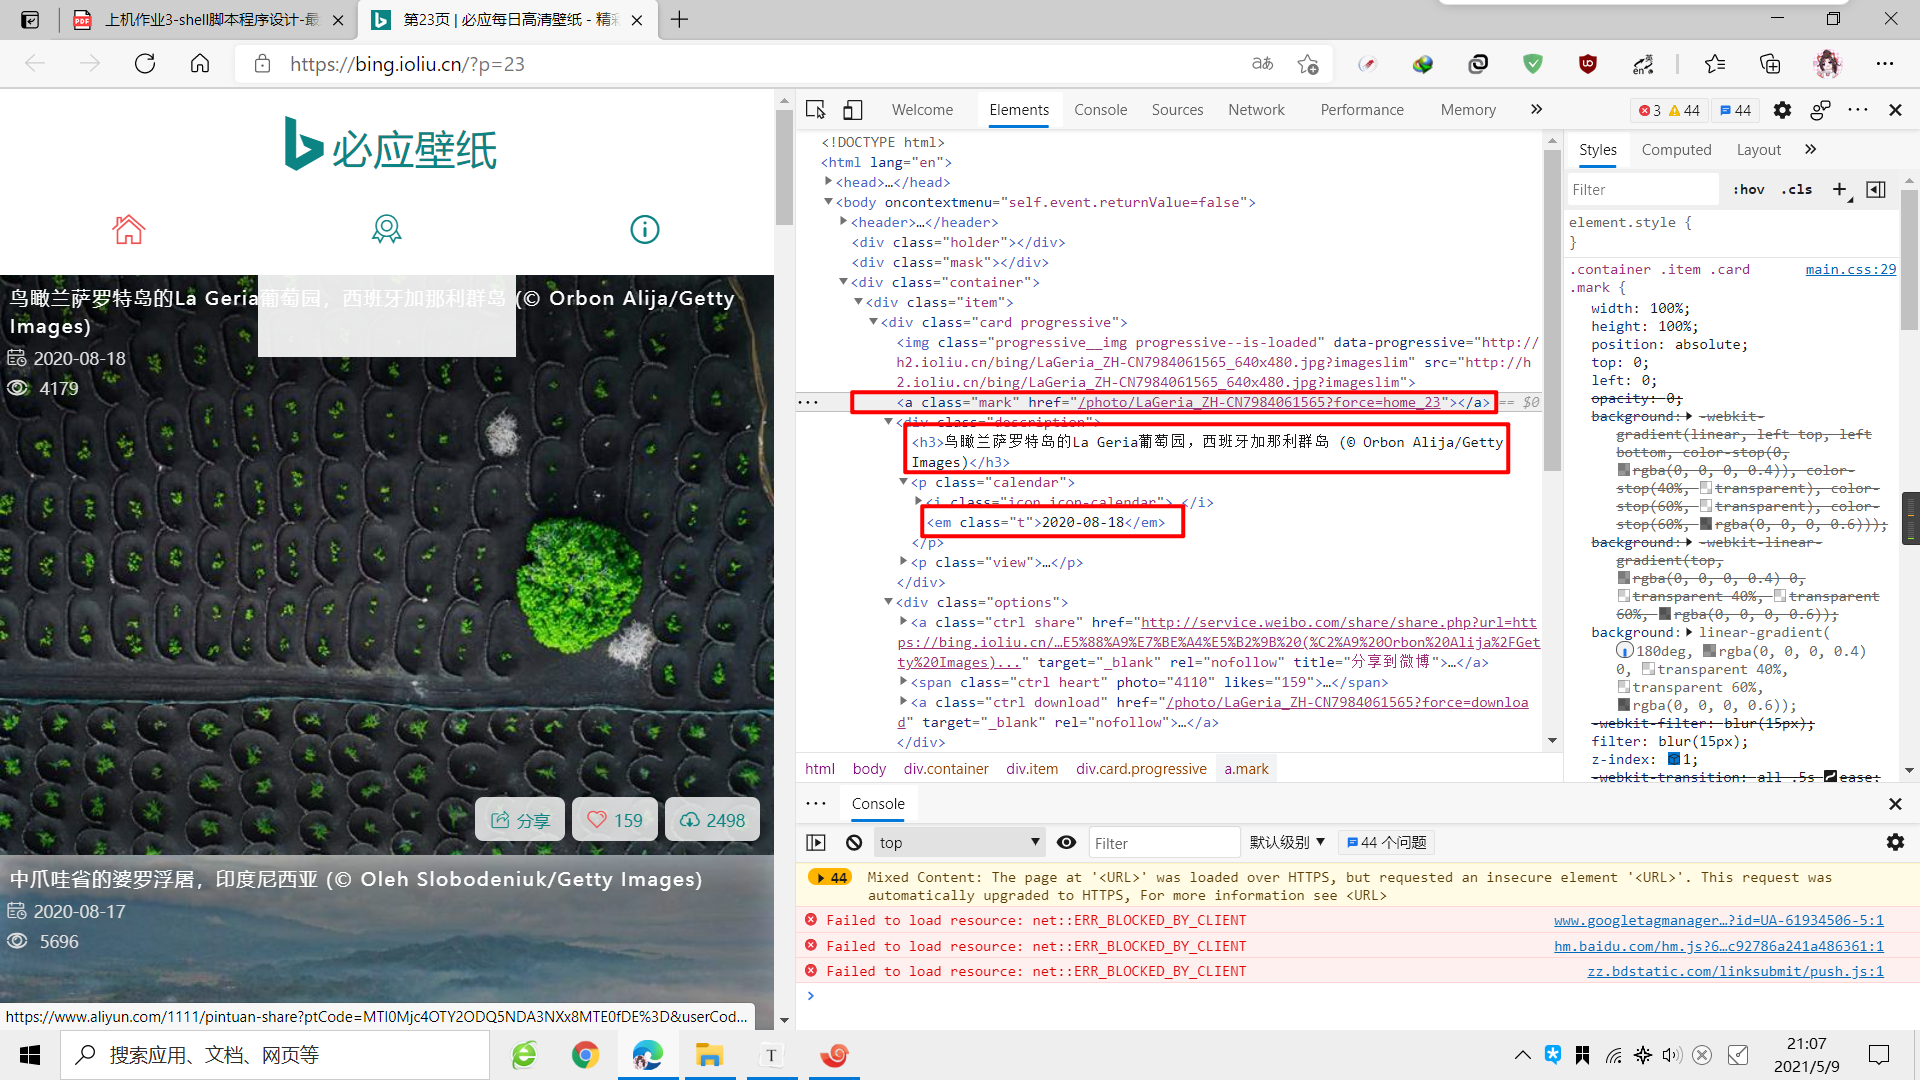 上机作业3-shell脚本程序设计-最
第23页 | 必应每日高清壁纸 - 精彩
https://bing.ioliu.cn/?p=23
必应壁纸
鸟瞰兰萨罗特岛的La Geria葡萄园，西班牙加那利群岛 (© Orbon Alija/Getty
Images)
2020-08-18
4179
分享
159
2498
中爪哇省的婆罗浮屠，印度尼西亚 (© Oleh Slobodeniuk/Getty Images)
2020-08-17
5696
https://www.aliyun.com/1111/pintuan-share?ptCode=MTI0Mjc4OTY2ODQ5NDA3NXx8MTE0fDE%3D&userCod...
Welcome
Elements
Console
Sources
Network
Performance
Memory
3
44
44
<!DOCTYPE html>
<html lang="en">
<head>…</head>
<body oncontextmenu="self.event.returnValue=false">
<header>…</header>
<div class="holder"></div>
<div class="mask"></div>
<div class="container">
<div class="item">
<div class="card progressive">
<img class="progressive__img progressive--is-loaded" data-progressive="http://
h2.ioliu.cn/bing/LaGeria_ZH-CN7984061565_640x480.jpg?imageslim" src="http://h
2.ioliu.cn/bing/LaGeria_ZH-CN7984061565_640x480.jpg?imageslim">
<a class="mark" href="/photo/LaGeria_ZH-CN7984061565?force=home_23"></a> == $0
<div class="description">
<h3>鸟瞰兰萨罗特岛的La Geria葡萄园，西班牙加那利群岛 (© Orbon Alija/Getty
Images)</h3>
<p class="calendar">
<i class="icon icon-calendar">…</i>
<em class="t">2020-08-18</em>
</p>
<p class="view">…</p>
</div>
<div class="options">
<a class="ctrl share" href="http://service.weibo.com/share/share.php?url=htt
ps://bing.ioliu.cn/…E5%88%A9%E7%BE%A4%E5%B2%9B%20(%C2%A9%20Orbon%20Alija%2FGet
ty%20Images)..." target="_blank" rel="nofollow" title="分享到微博">…</a>
<span class="ctrl heart" photo="4110" likes="159">…</span>
<a class="ctrl download" href="/photo/LaGeria_ZH-CN7984061565?force=downloa
d" target="_blank" rel="nofollow">…</a>
</div>
html body div.container div.item div.card.progressive a.mark
Styles
Computed
Layout
Filter
:hov
.cls
element.style {
}
.container .item .card
main.css:29
.mark {
width: 100%;
height: 100%;
position: absolute;
top: 0;
left: 0;
opacity: 0;
background: -webkit-
gradient(linear, left top, left
bottom, color-stop(0,
rgba(0, 0, 0, 0.4)), color-
stop(40%, transparent), color-
stop(60%, transparent), color-
stop(60%, rgba(0, 0, 0, 0.6)));
background: -webkit-linear-
gradient(top,
rgba(0, 0, 0, 0.4) 0,
transparent 40%, transparent
60%, rgba(0, 0, 0, 0.6));
background: linear-gradient(
180deg, rgba(0, 0, 0, 0.4)
0, transparent 40%,
transparent 60%,
rgba(0, 0, 0, 0.6));
-webkit-filter: blur(15px);
filter: blur(15px);
z-index: 1;
-webkit-transition: all .5s ease;
Console
top
Filter
默认级别
44 个问题
44 Mixed Content: The page at '<URL>' was loaded over HTTPS, but requested an insecure element '<URL>'. This request was
automatically upgraded to HTTPS, For more information see <URL>
Failed to load resource: net::ERR_BLOCKED_BY_CLIENT www.googletagmanager…?id=UA-61934506-5:1
Failed to load resource: net::ERR_BLOCKED_BY_CLIENT hm.baidu.com/hm.js?6…c92786a241a486361:1
Failed to load resource: net::ERR_BLOCKED_BY_CLIENT zz.bdstatic.com/linksubmit/push.js:1
搜索应用、文档、网页等
21:07
2021/5/9